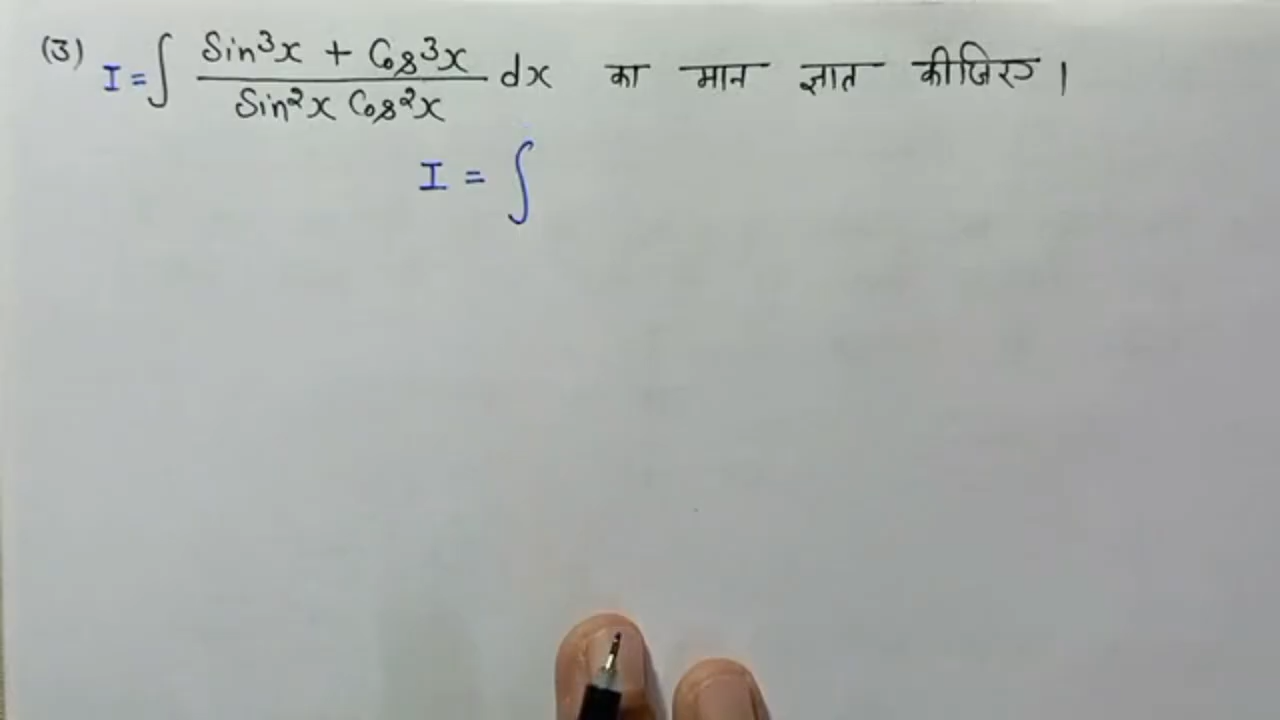 (3) I = ∫ Sin³x + Cos³x / Sin²x Cos²x dx का मान ज्ञात कीजिए ।
I = ∫